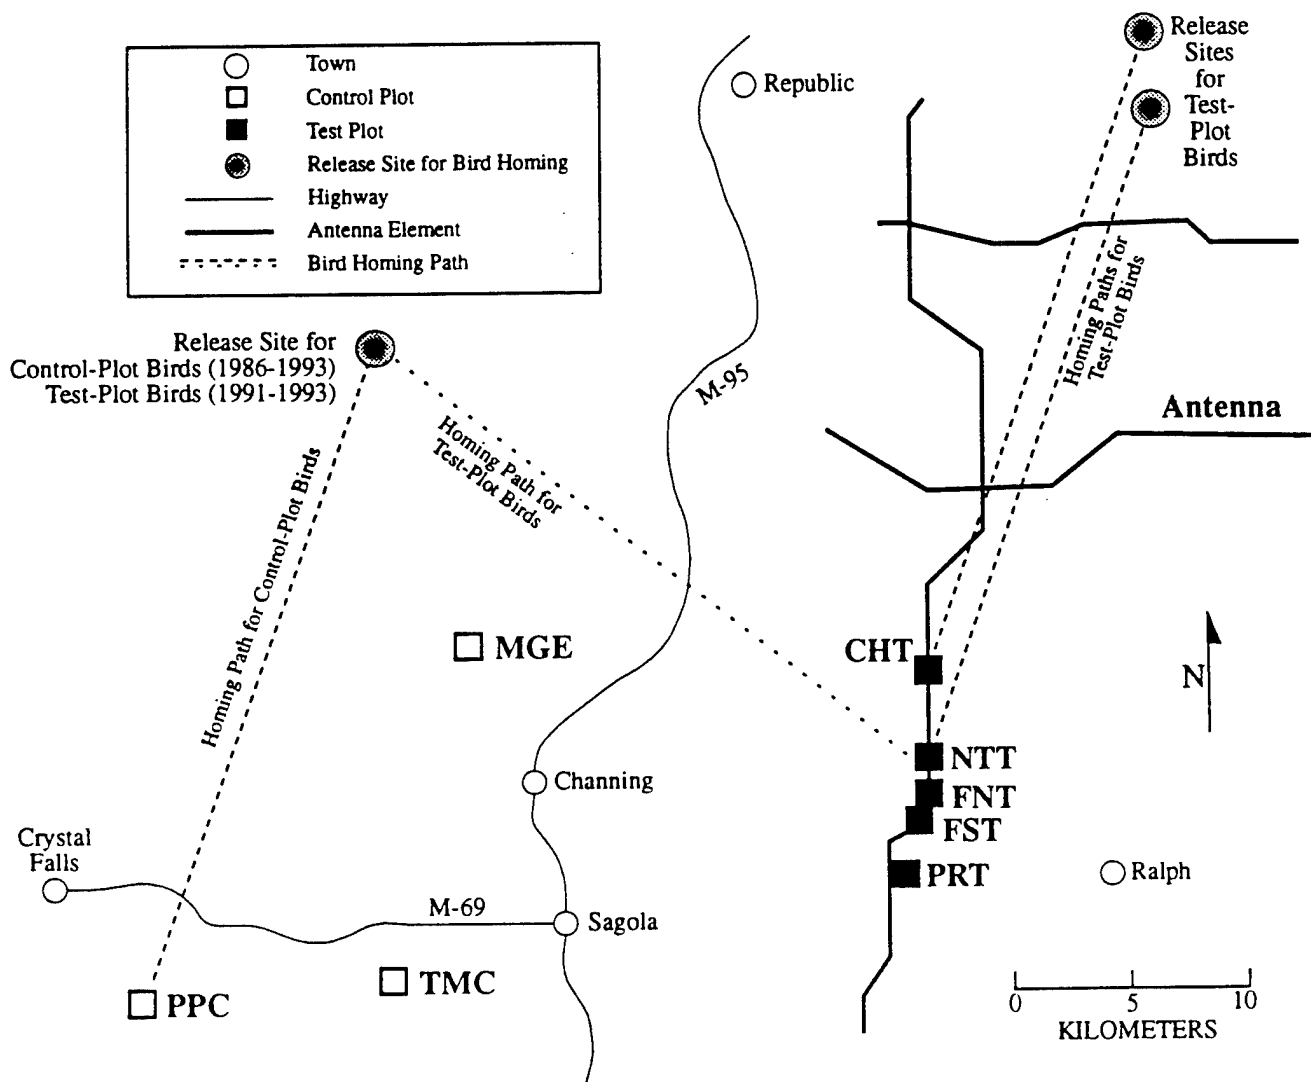 Town
Control Plot
Test Plot
Release Site for Bird Homing
Highway
Antenna Element
Bird Homing Path
Republic
Release
Sites
for
Test-
Plot
Birds
Release Site for
Control-Plot Birds (1986-1993)
Test-Plot Birds (1991-1993)
M-95
Homing Paths for
Test-Plot Birds
Antenna
Homing Path for
Test-Plot Birds
Homing Path for Control-Plot Birds
MGE
CHT
N
NTT
Channing
FNT
FST
Crystal
Falls
PRT
Ralph
M-69
Sagola
TMC
PPC
0 5 10
KILOMETERS